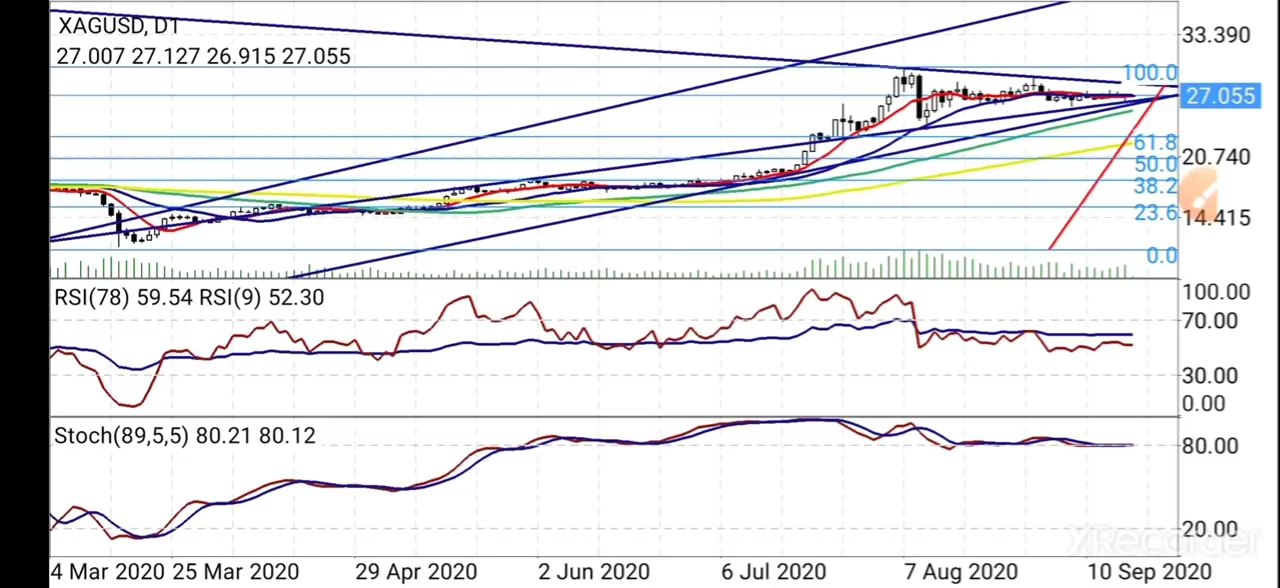 XAGUSD, D1
27.007 27.127 26.915 27.055
33.390
100.0
27.055
61.8
20.740
50.0
38.2
23.6
14.415
0.0
RSI(78) 59.54 RSI(9) 52.30
100.00
70.00
30.00
0.00
Stoch(89,5,5) 80.21 80.12
80.00
20.00
XRecorder
4 Mar 2020 25 Mar 2020 29 Apr 2020 2 Jun 2020 6 Jul 2020 7 Aug 2020 10 Sep 2020